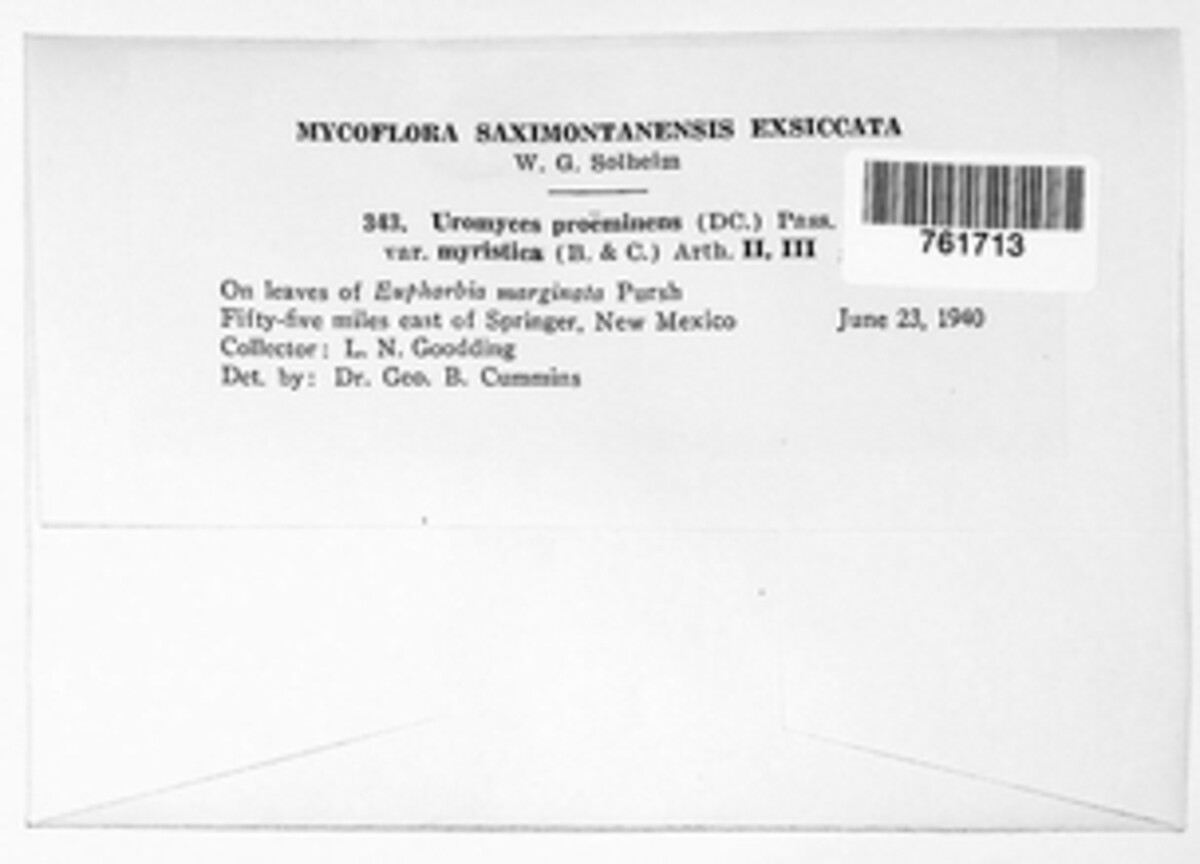 MYCOFLORA SAXIMONTANENSIS EXSICCATA
W. G. Solheim
343. Uromyces proëminens (DC.) Pass.
var. myristica (B. & C.) Arth. II, III
761713
On leaves of Euphorbia marginata Pursh
Fifty-five miles east of Springer, New Mexico June 23, 1940
Collector: L. N. Goodding
Det. by: Dr. Geo. B. Cummins